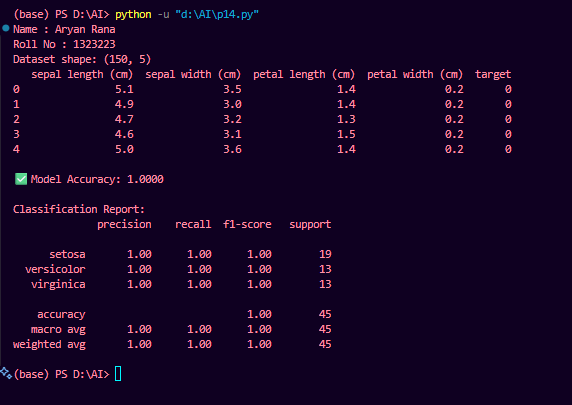 (base) PS D:\AI> python -u "d:\AI\p14.py"
Name : Aryan Rana
Roll No : 1323223
Dataset shape: (150, 5)
   sepal length (cm)  sepal width (cm)  petal length (cm)  petal width (cm)  target
0                5.1               3.5                1.4               0.2       0
1                4.9               3.0                1.4               0.2       0
2                4.7               3.2                1.3               0.2       0
3                4.6               3.1                1.5               0.2       0
4                5.0               3.6                1.4               0.2       0
✅ Model Accuracy: 1.0000
Classification Report:
              precision    recall  f1-score   support
      setosa       1.00      1.00      1.00        19
  versicolor       1.00      1.00      1.00        13
   virginica       1.00      1.00      1.00        13
    accuracy                           1.00        45
   macro avg       1.00      1.00      1.00        45
weighted avg       1.00      1.00      1.00        45
(base) PS D:\AI>